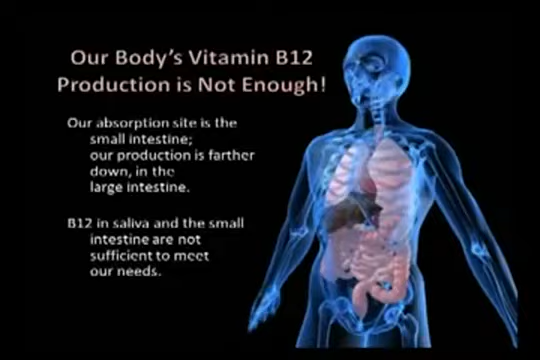 Our Body's Vitamin B12
Production is Not Enough!
Our absorption site is the
small intestine;
our production is farther
down, in the
large intestine.
B12 in saliva and the small
intestine are not
sufficient to meet
our needs.